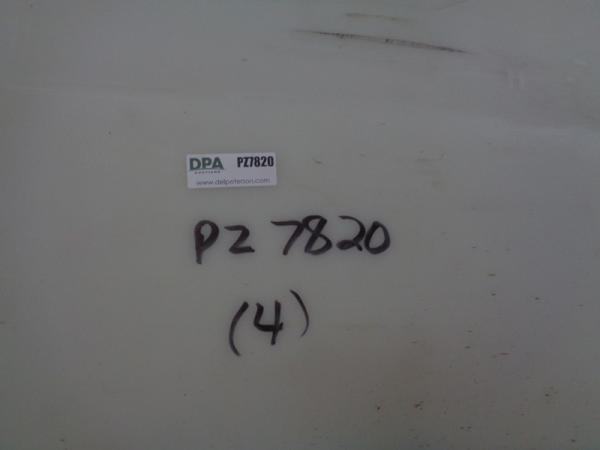 DPA PZ7820
AUCTIONS
www.delpeterson.com
PZ 7820
(4)